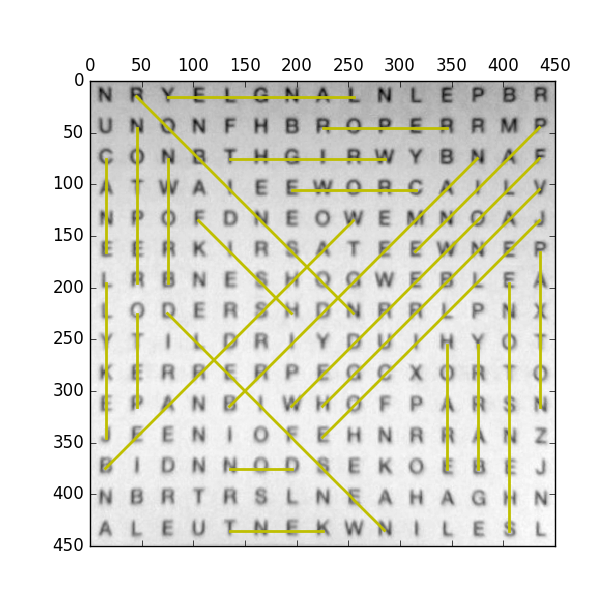 0 50 100 150 200 250 300 350 400 450
0 N R Y E L G N A L N L E P B R
50 U N O N F H B R O P E R R M P
C O N B T H G I R W Y B N A F
100 A T W A I E E W O R C A I L V
N P O F D N E O W E M N O A J
150 E E R K I R S A T E E W N E P
200 L R B N E S H O G W E B L E A
L O D E R S H D N R R L P N X
250 Y T I L D R I Y D U I H Y O T
K E R R E R P E G C X O R T O
300 E P A N B I W H O F P A R S N
350 J E E N I O F E H N R R A N Z
B I D N N O D S E K O E B E J
400 N B R T R S L N E A H A G H N
A L E U T N E K W N I L E S L
450